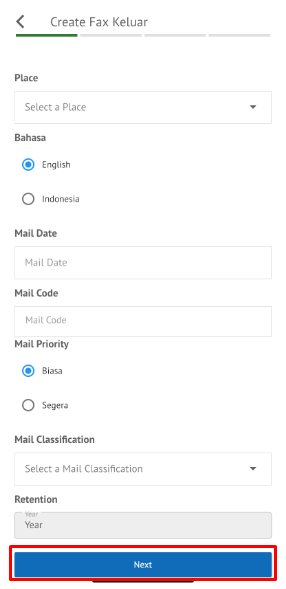 Create Fax Keluar
Place
Select a Place
Bahasa
English
Indonesia
Mail Date
Mail Date
Mail Code
Mail Code
Mail Priority
Biasa
Segera
Mail Classification
Select a Mail Classification
Retention
Year
Year
Next